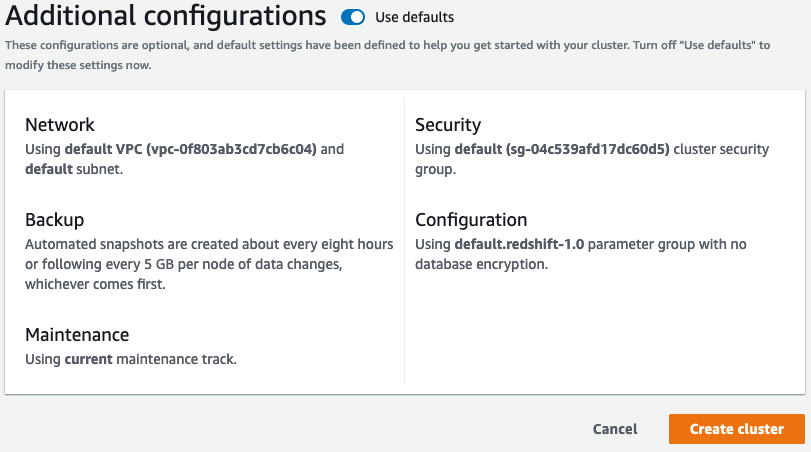 Additional configurations Use defaults
These configurations are optional, and default settings have been defined to help you get started with your cluster. Turn off "Use defaults" to
modify these settings now.
Network
Using default VPC (vpc-0f803ab3cd7cb6c04) and
default subnet.
Backup
Automated snapshots are created about every eight hours
or following every 5 GB per node of data changes,
whichever comes first.
Maintenance
Using current maintenance track.
Security
Using default (sg-04c539afd17dc60d5) cluster security
group.
Configuration
Using default.redshift-1.0 parameter group with no
database encryption.
Cancel Create cluster